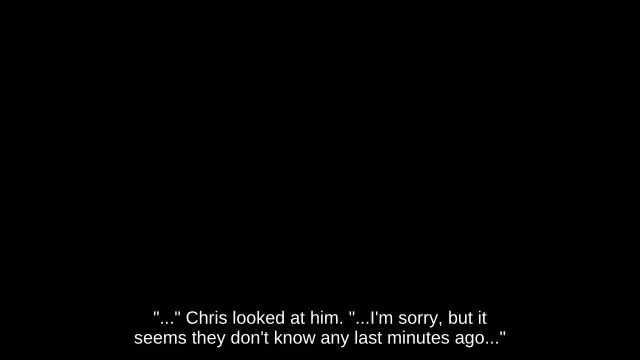 "..." Chris looked at him. "...I'm sorry, but it
seems they don't know any last minutes ago..."